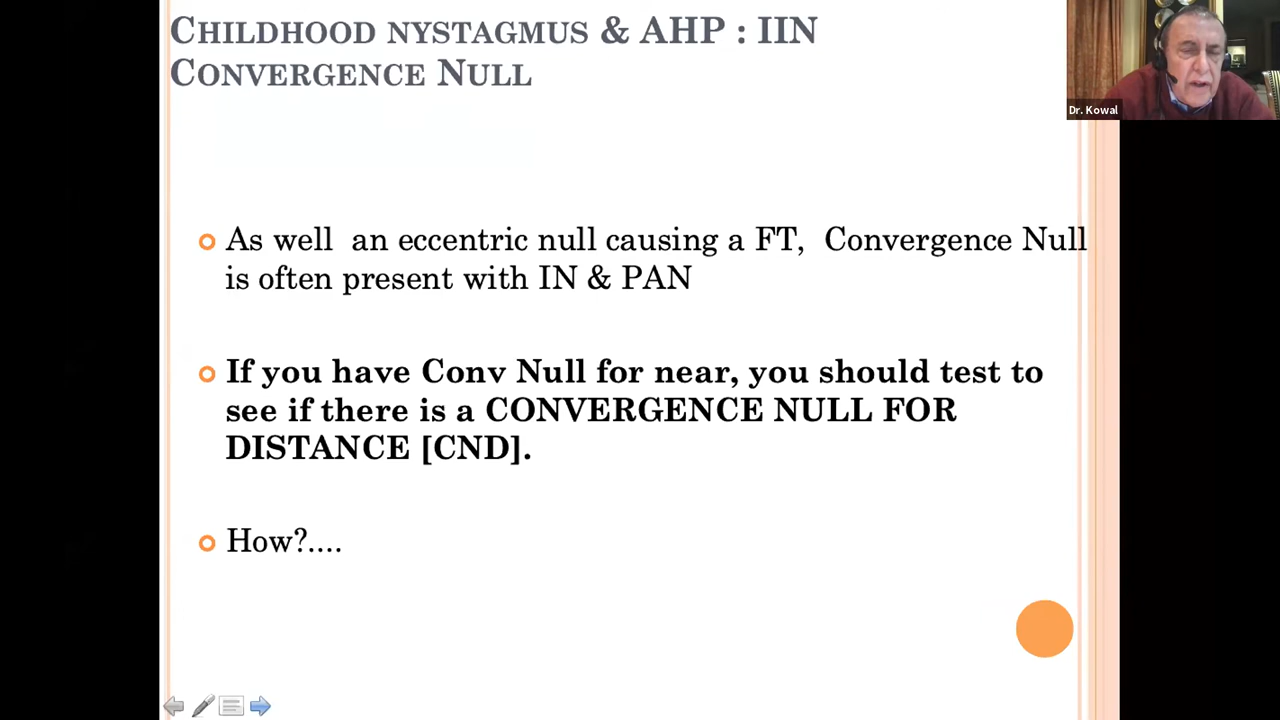 CHILDHOOD NYSTAGMUS & AHP : IIN
CONVERGENCE NULL
Dr. Kowal
As well an eccentric null causing a FT, Convergence Null
is often present with IN & PAN
If you have Conv Null for near, you should test to
see if there is a CONVERGENCE NULL FOR
DISTANCE [CND].
How?....